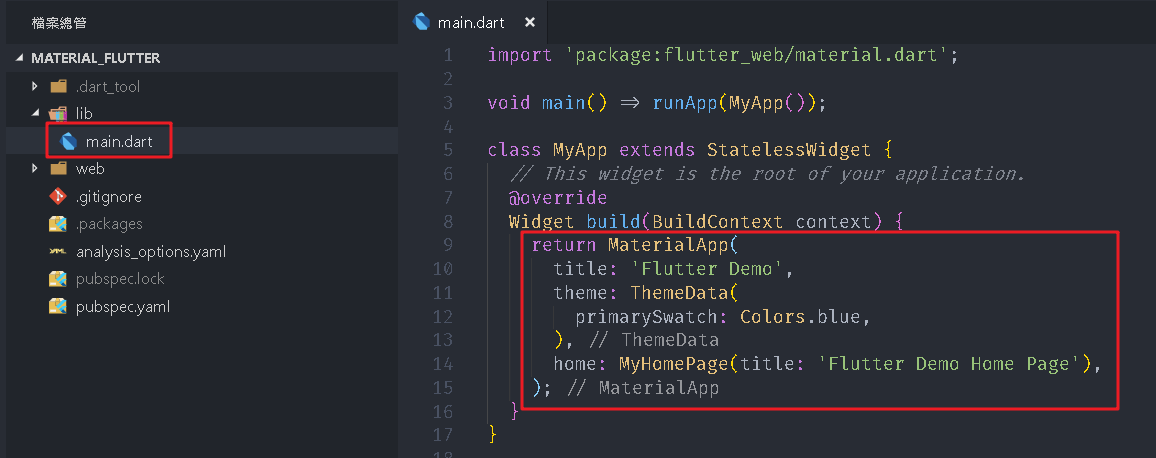 檔案總管
MATERIAL_FLUTTER
.dart_tool
lib
main.dart
web
.gitignore
.packages
analysis_options.yaml
pubspec.lock
pubspec.yaml
main.dart ×
1 import 'package:flutter_web/material.dart';
2
3 void main() => runApp(MyApp());
4
5 class MyApp extends StatelessWidget {
6 // This widget is the root of your application.
7 @override
8 Widget build(BuildContext context) {
9 return MaterialApp(
10 title: 'Flutter Demo',
11 theme: ThemeData(
12 primarySwatch: Colors.blue,
13 ), // ThemeData
14 home: MyHomePage(title: 'Flutter Demo Home Page'),
15 ); // MaterialApp
16 }
17 }
18